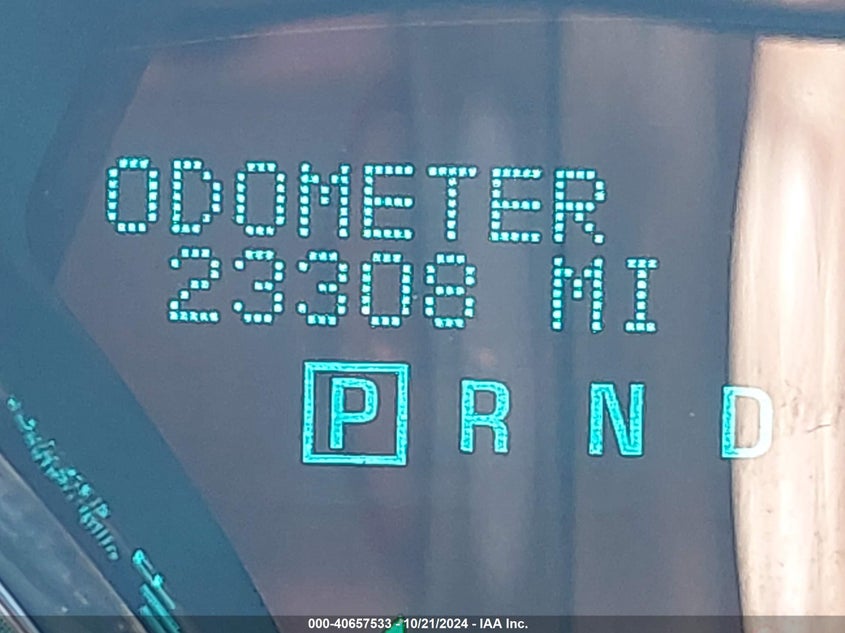 ODOMETER
23308 MI
P R N D
000-40657533 - 10/21/2024 - IAA Inc.